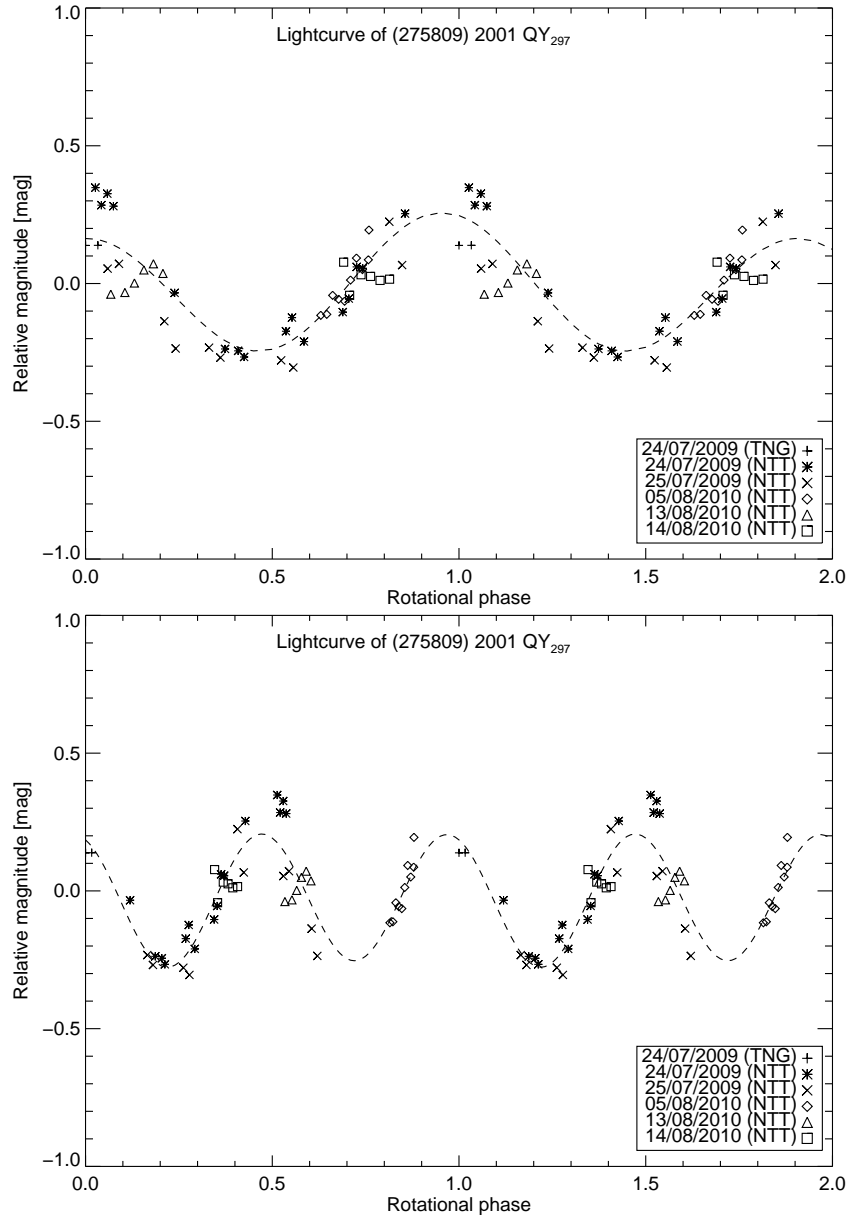 Lightcurve of (275809) 2001 QY297
1.0
0.5
0.0
−0.5
−1.0
Relative magnitude [mag]
24/07/2009 (TNG)
24/07/2009 (NTT)
25/07/2009 (NTT)
05/08/2010 (NTT)
13/08/2010 (NTT)
14/08/2010 (NTT)
0.0 0.5 1.0 1.5 2.0
Rotational phase
Lightcurve of (275809) 2001 QY297
1.0
0.5
0.0
−0.5
−1.0
Relative magnitude [mag]
24/07/2009 (TNG)
24/07/2009 (NTT)
25/07/2009 (NTT)
05/08/2010 (NTT)
13/08/2010 (NTT)
14/08/2010 (NTT)
0.0 0.5 1.0 1.5 2.0
Rotational phase